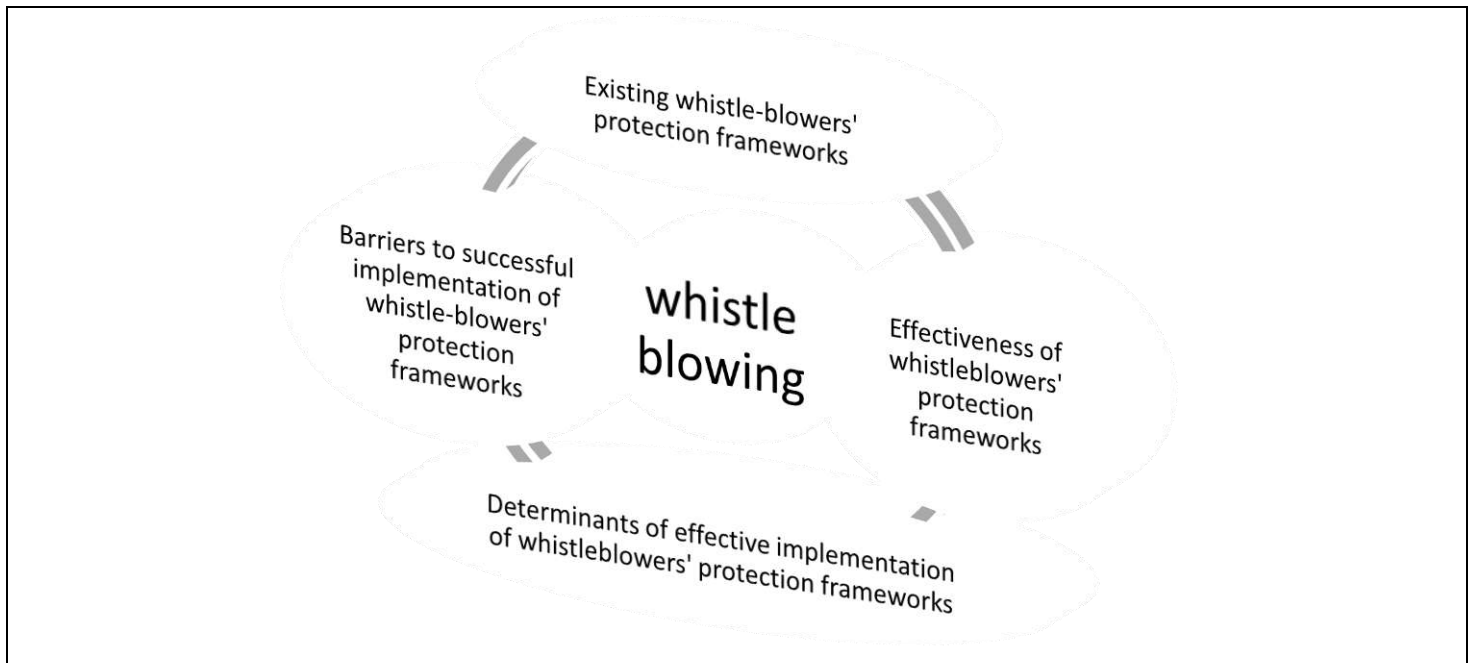 Existing whistle-blowers'
protection frameworks
Barriers to successful
implementation of
whistle-blowers'
protection
frameworks
whistle
blowing
Effectiveness of
whistleblowers'
protection
frameworks
Determinants of effective implementation
of whistleblowers' protection frameworks